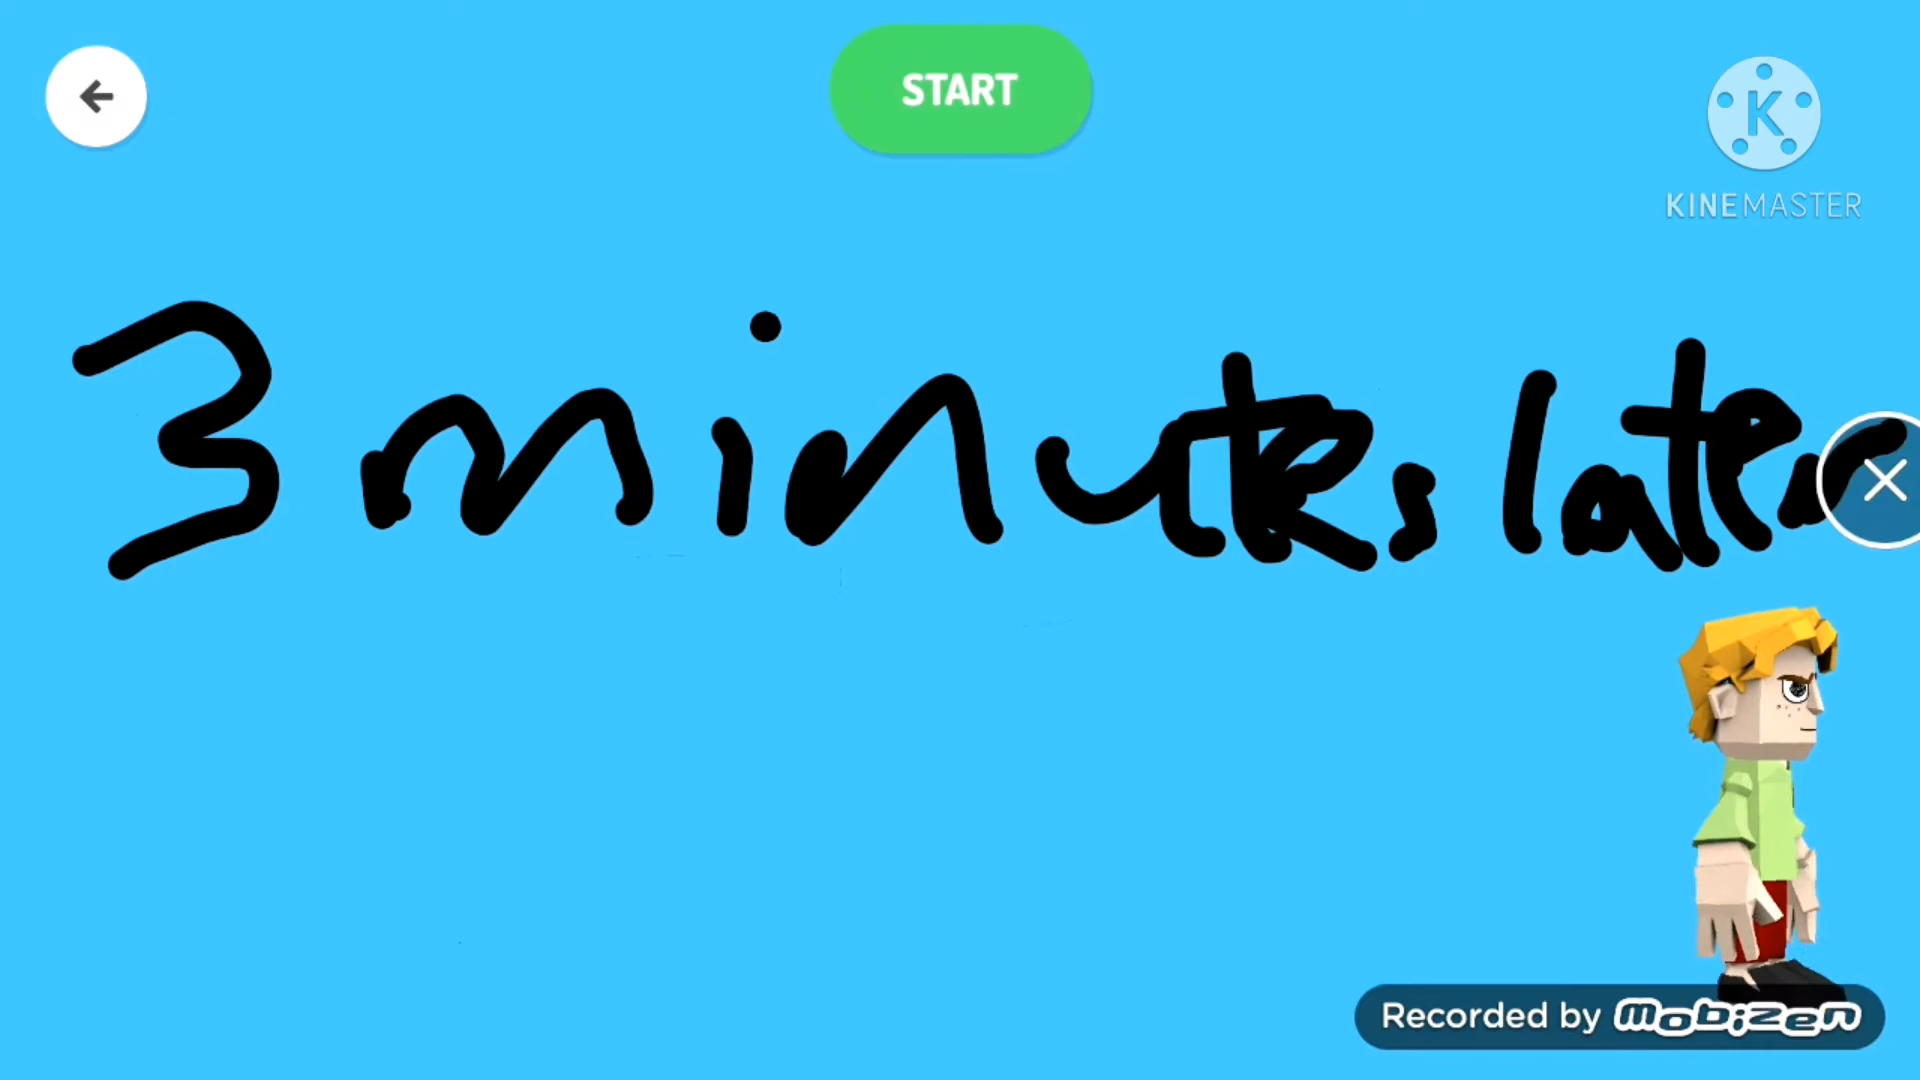 START
K
KINEMASTER
3 minutes later
Recorded by mobizen